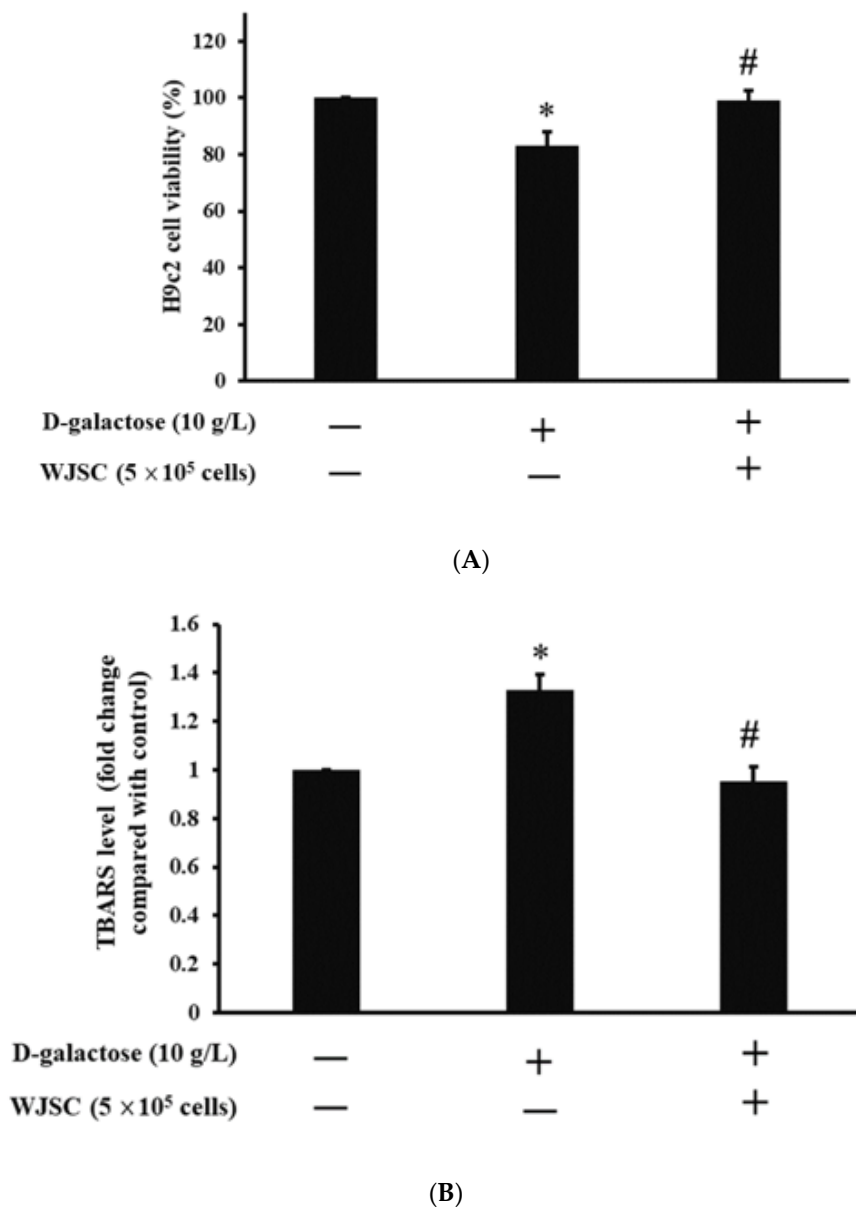 120
100
80
60
40
20
0
H9c2 cell viability (%)
#
*
D-galactose (10 g/L) — + +
WJSC (5 ×10⁵ cells) — — +
(A)
1.6
1.4
1.2
1
0.8
0.6
0.4
0.2
0
TBARS level (fold change
compared with control)
*
#
D-galactose (10 g/L) — + +
WJSC (5 ×10⁵ cells) — — +
(B)